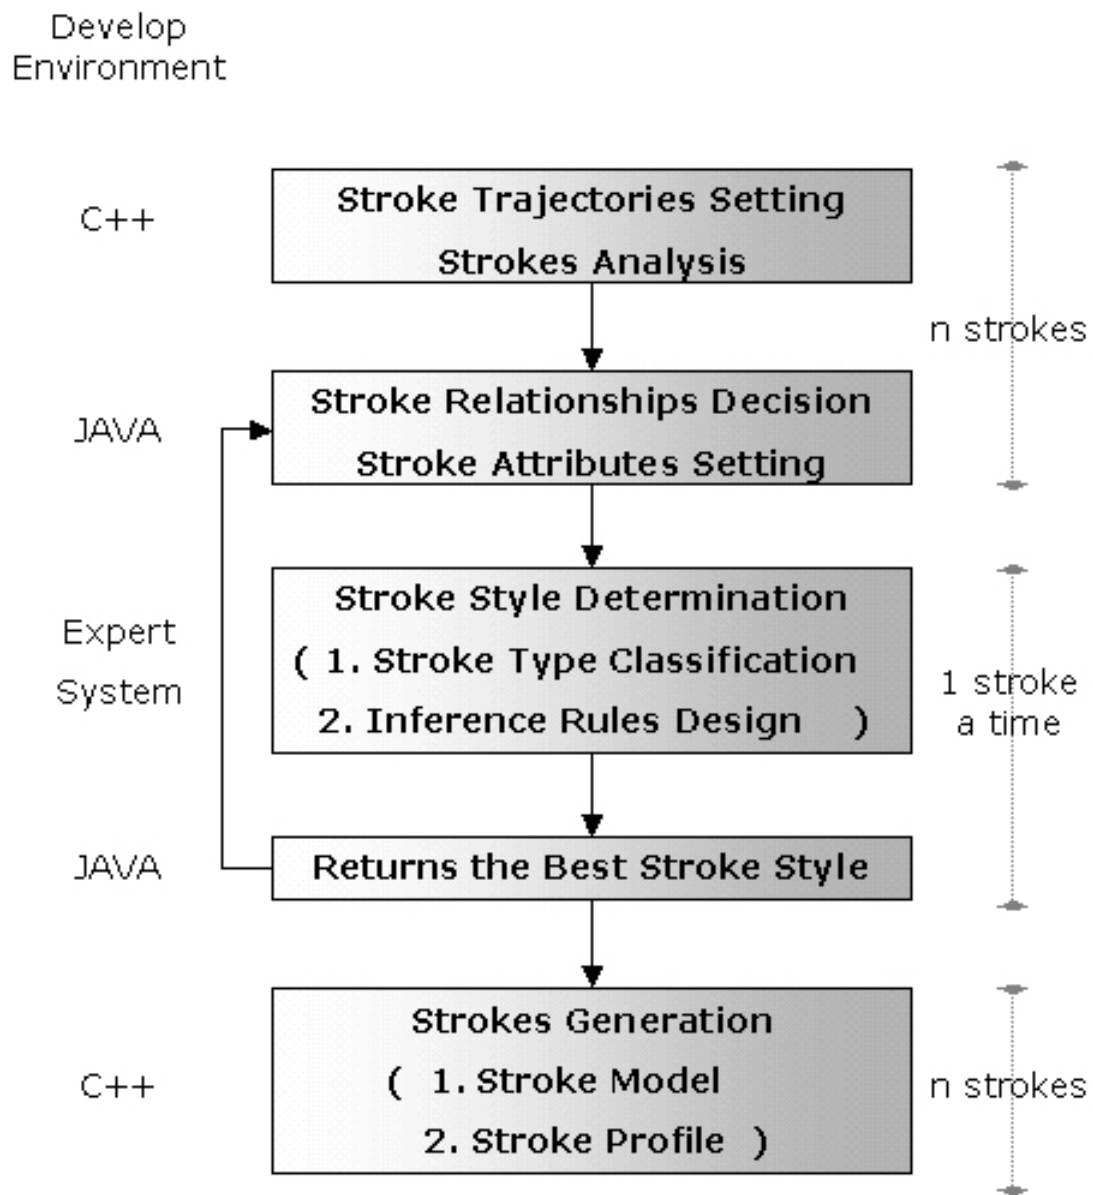 Develop
Environment
C++
Stroke Trajectories Setting
Strokes Analysis
n strokes
JAVA
Stroke Relationships Decision
Stroke Attributes Setting
Expert
System
Stroke Style Determination
( 1. Stroke Type Classification
2. Inference Rules Design )
1 stroke
a time
JAVA
Returns the Best Stroke Style
C++
Strokes Generation
( 1. Stroke Model
2. Stroke Profile )
n strokes